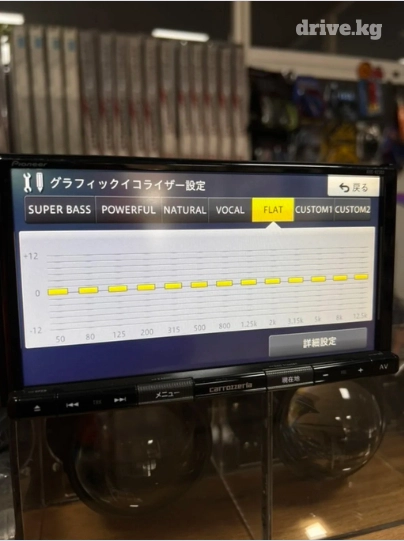 drive.kg
Pioneer
グラフィックイコライザー設定
戻る
SUPER BASS POWERFUL NATURAL VOCAL FLAT CUSTOM1 CUSTOM2
+12
0
-12
50 80 125 200 315 500 800 1.25k 2k 3.15k 5k 8k 12.5k
詳細設定
メニュー carrozzeria 現在地 - + AV